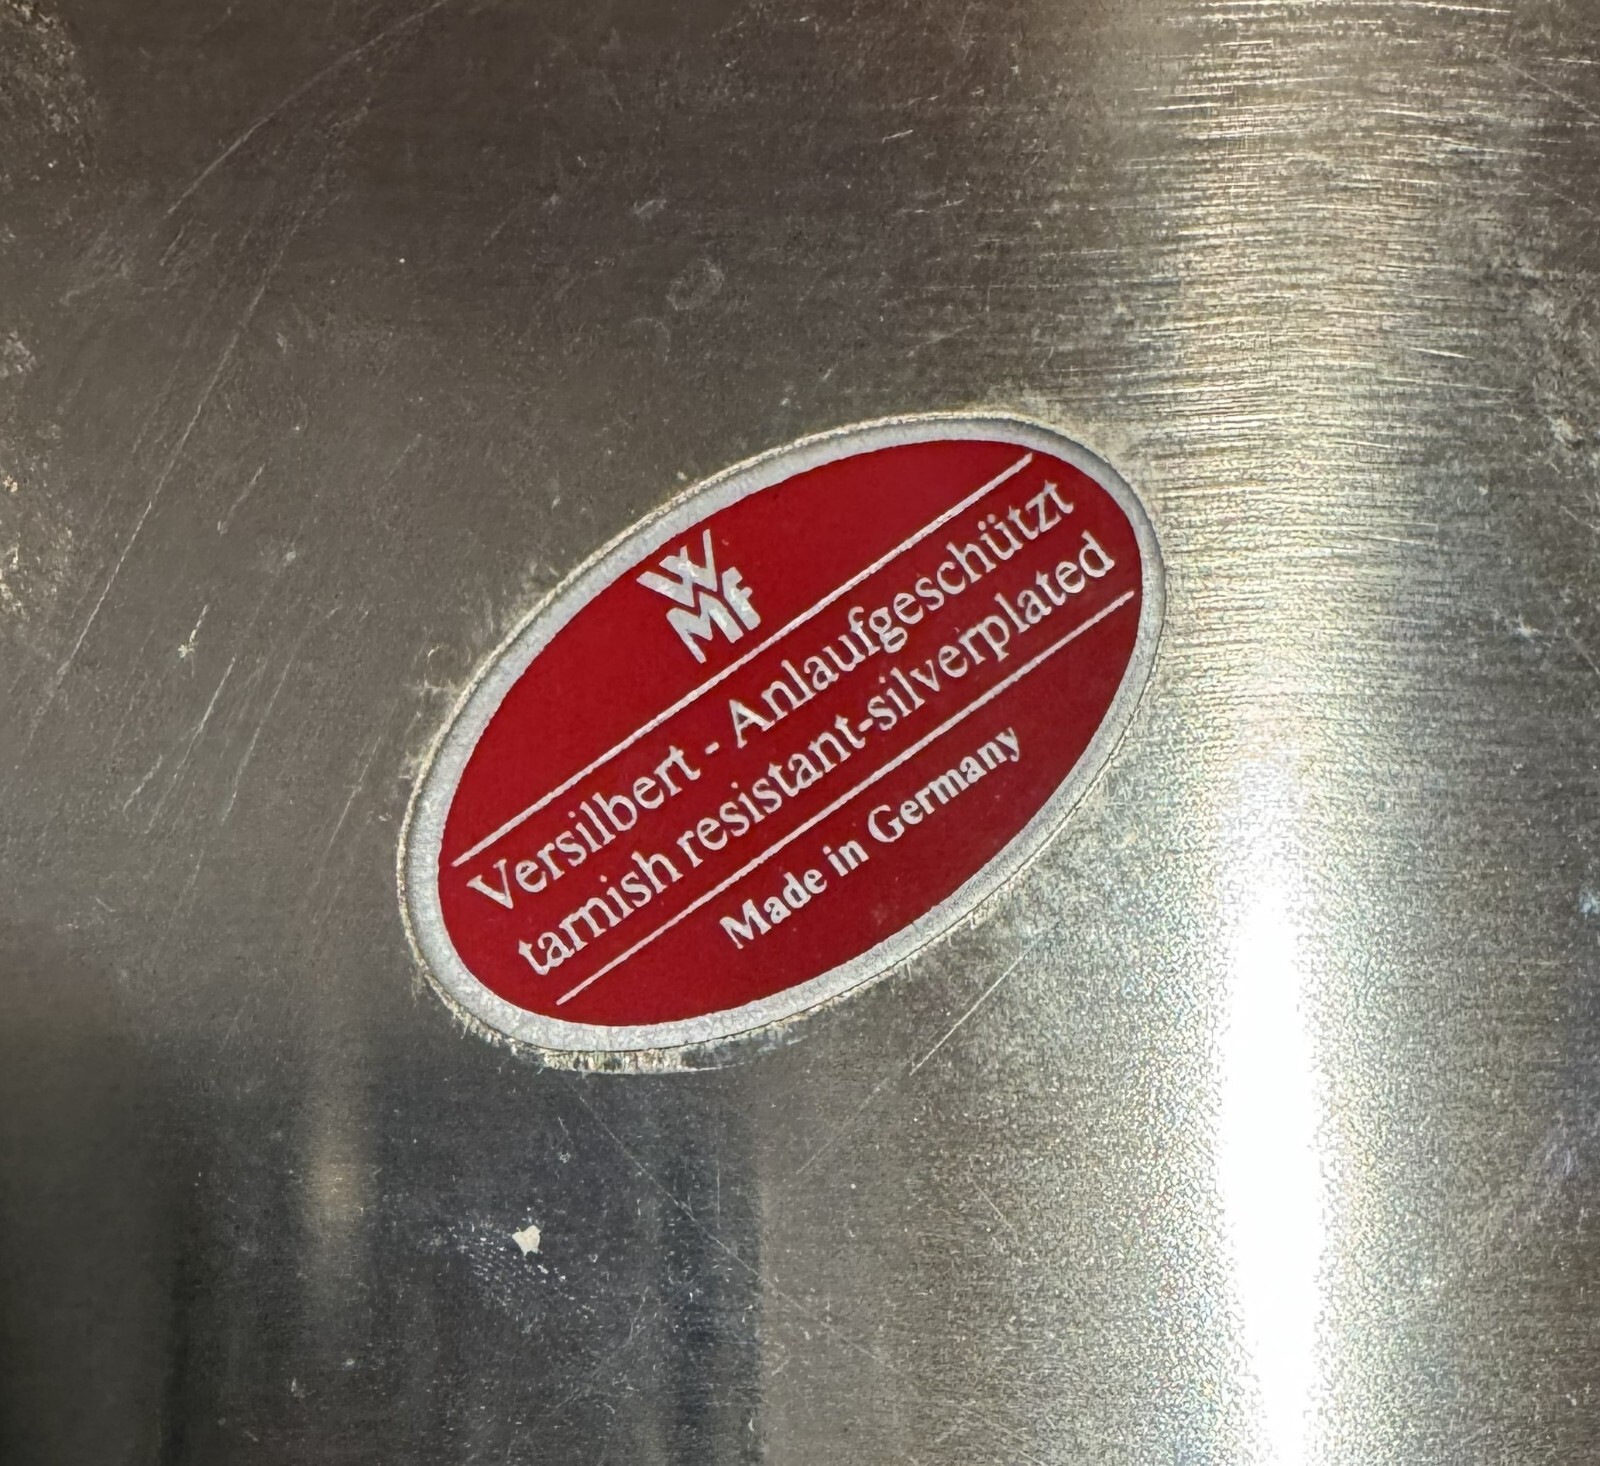 WMF
Versilbert - Anlaufgeschützt
tarnish resistant-silverplated
Made in Germany